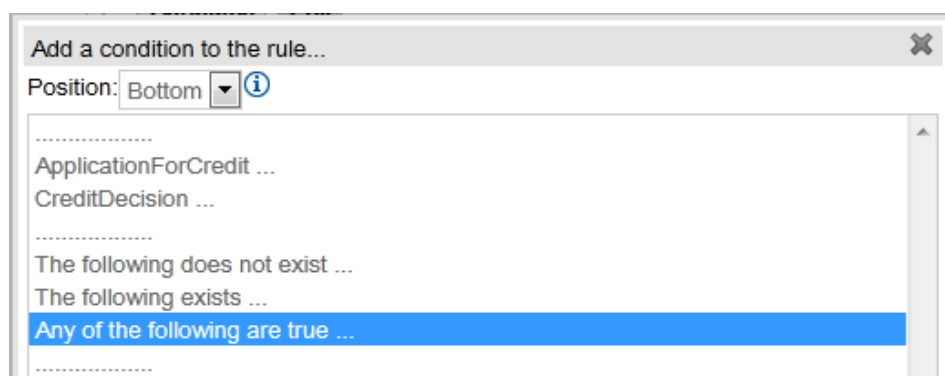 Add a condition to the rule...
Position: Bottom
..................
ApplicationForCredit ...
CreditDecision ...
..................
The following does not exist ...
The following exists ...
Any of the following are true ...
..................